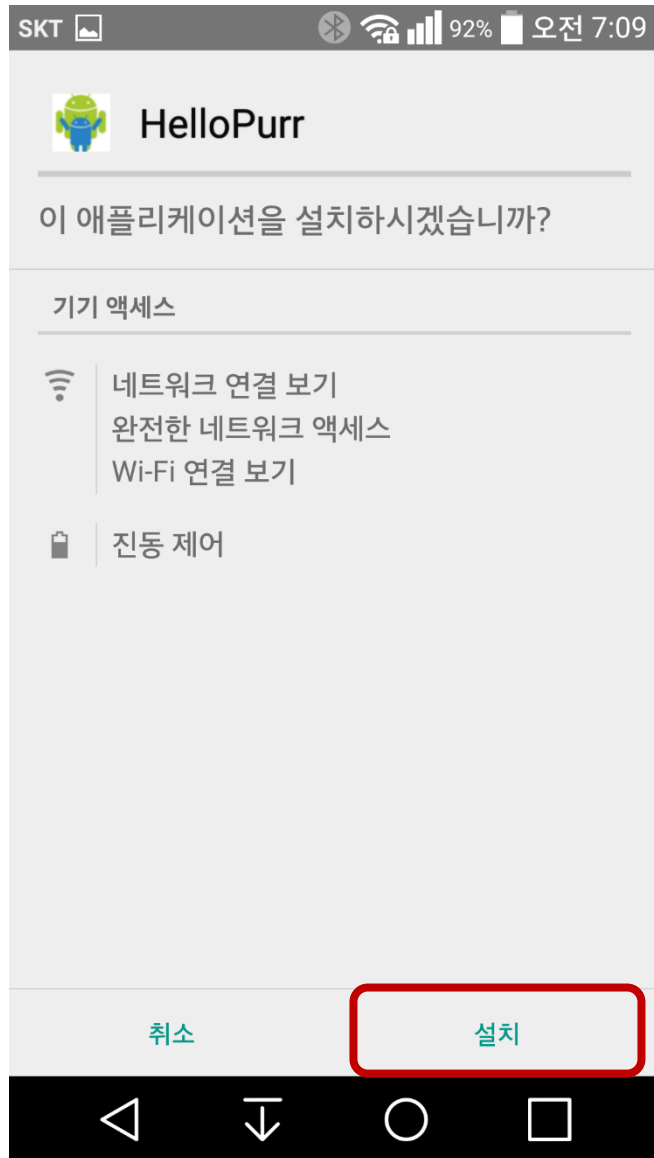 SKT 92% 오전 7:09
HelloPurr
이 애플리케이션을 설치하시겠습니까?
기기 액세스
네트워크 연결 보기
완전한 네트워크 액세스
Wi-Fi 연결 보기
진동 제어
취소 설치